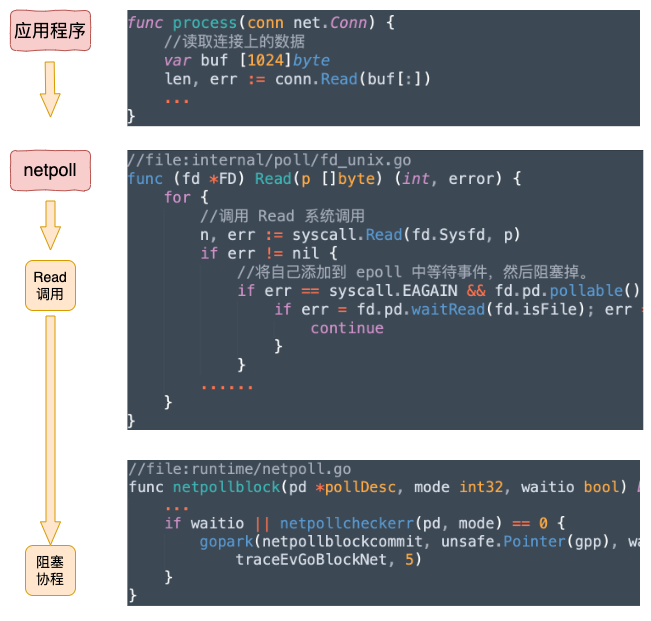 应用程序
func process(conn net.Conn) {
//读取连接上的数据
var buf [1024]byte
len, err := conn.Read(buf[:])
...
}
netpoll
//file:internal/poll/fd_unix.go
func (fd *FD) Read(p []byte) (int, error) {
for {
//调用 Read 系统调用
n, err := syscall.Read(fd.Sysfd, p)
if err != nil {
//将自己添加到 epoll 中等待事件，然后阻塞掉。
if err == syscall.EAGAIN && fd.pd.pollable()
if err = fd.pd.waitRead(fd.isFile); err =
continue
}
}
......
}
}
Read
调用
//file:runtime/netpoll.go
func netpollblock(pd *pollDesc, mode int32, waitio bool)
...
if waitio || netpollcheckerr(pd, mode) == 0 {
gopark(netpollblockcommit, unsafe.Pointer(gpp), wa
traceEvGoBlockNet, 5)
}
}
阻塞
协程